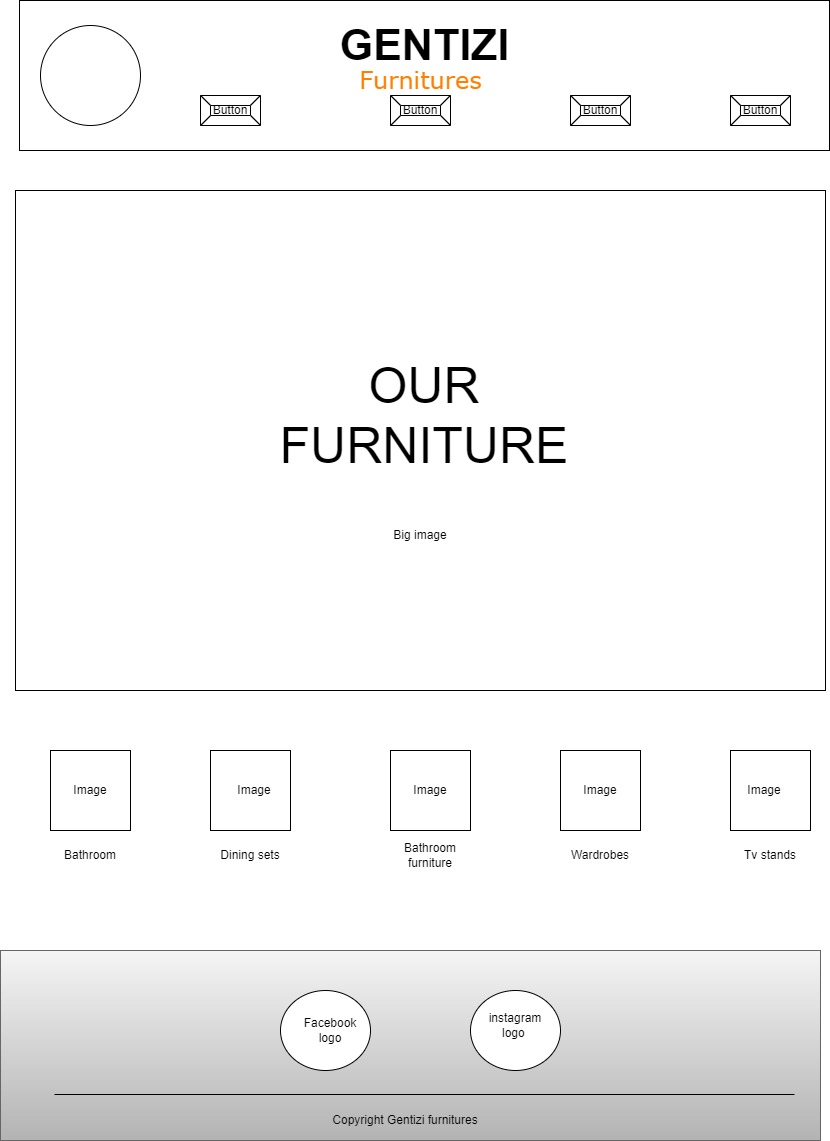 GENTIZI
Furnitures
Button
Button
Button
Button
OUR
FURNITURE
Big image
Image
Image
Image
Image
Image
Bathroom
Dining sets
Bathroom
furniture
Wardrobes
Tv stands
Facebook
logo
instagram
logo
Copyright Gentizi furnitures